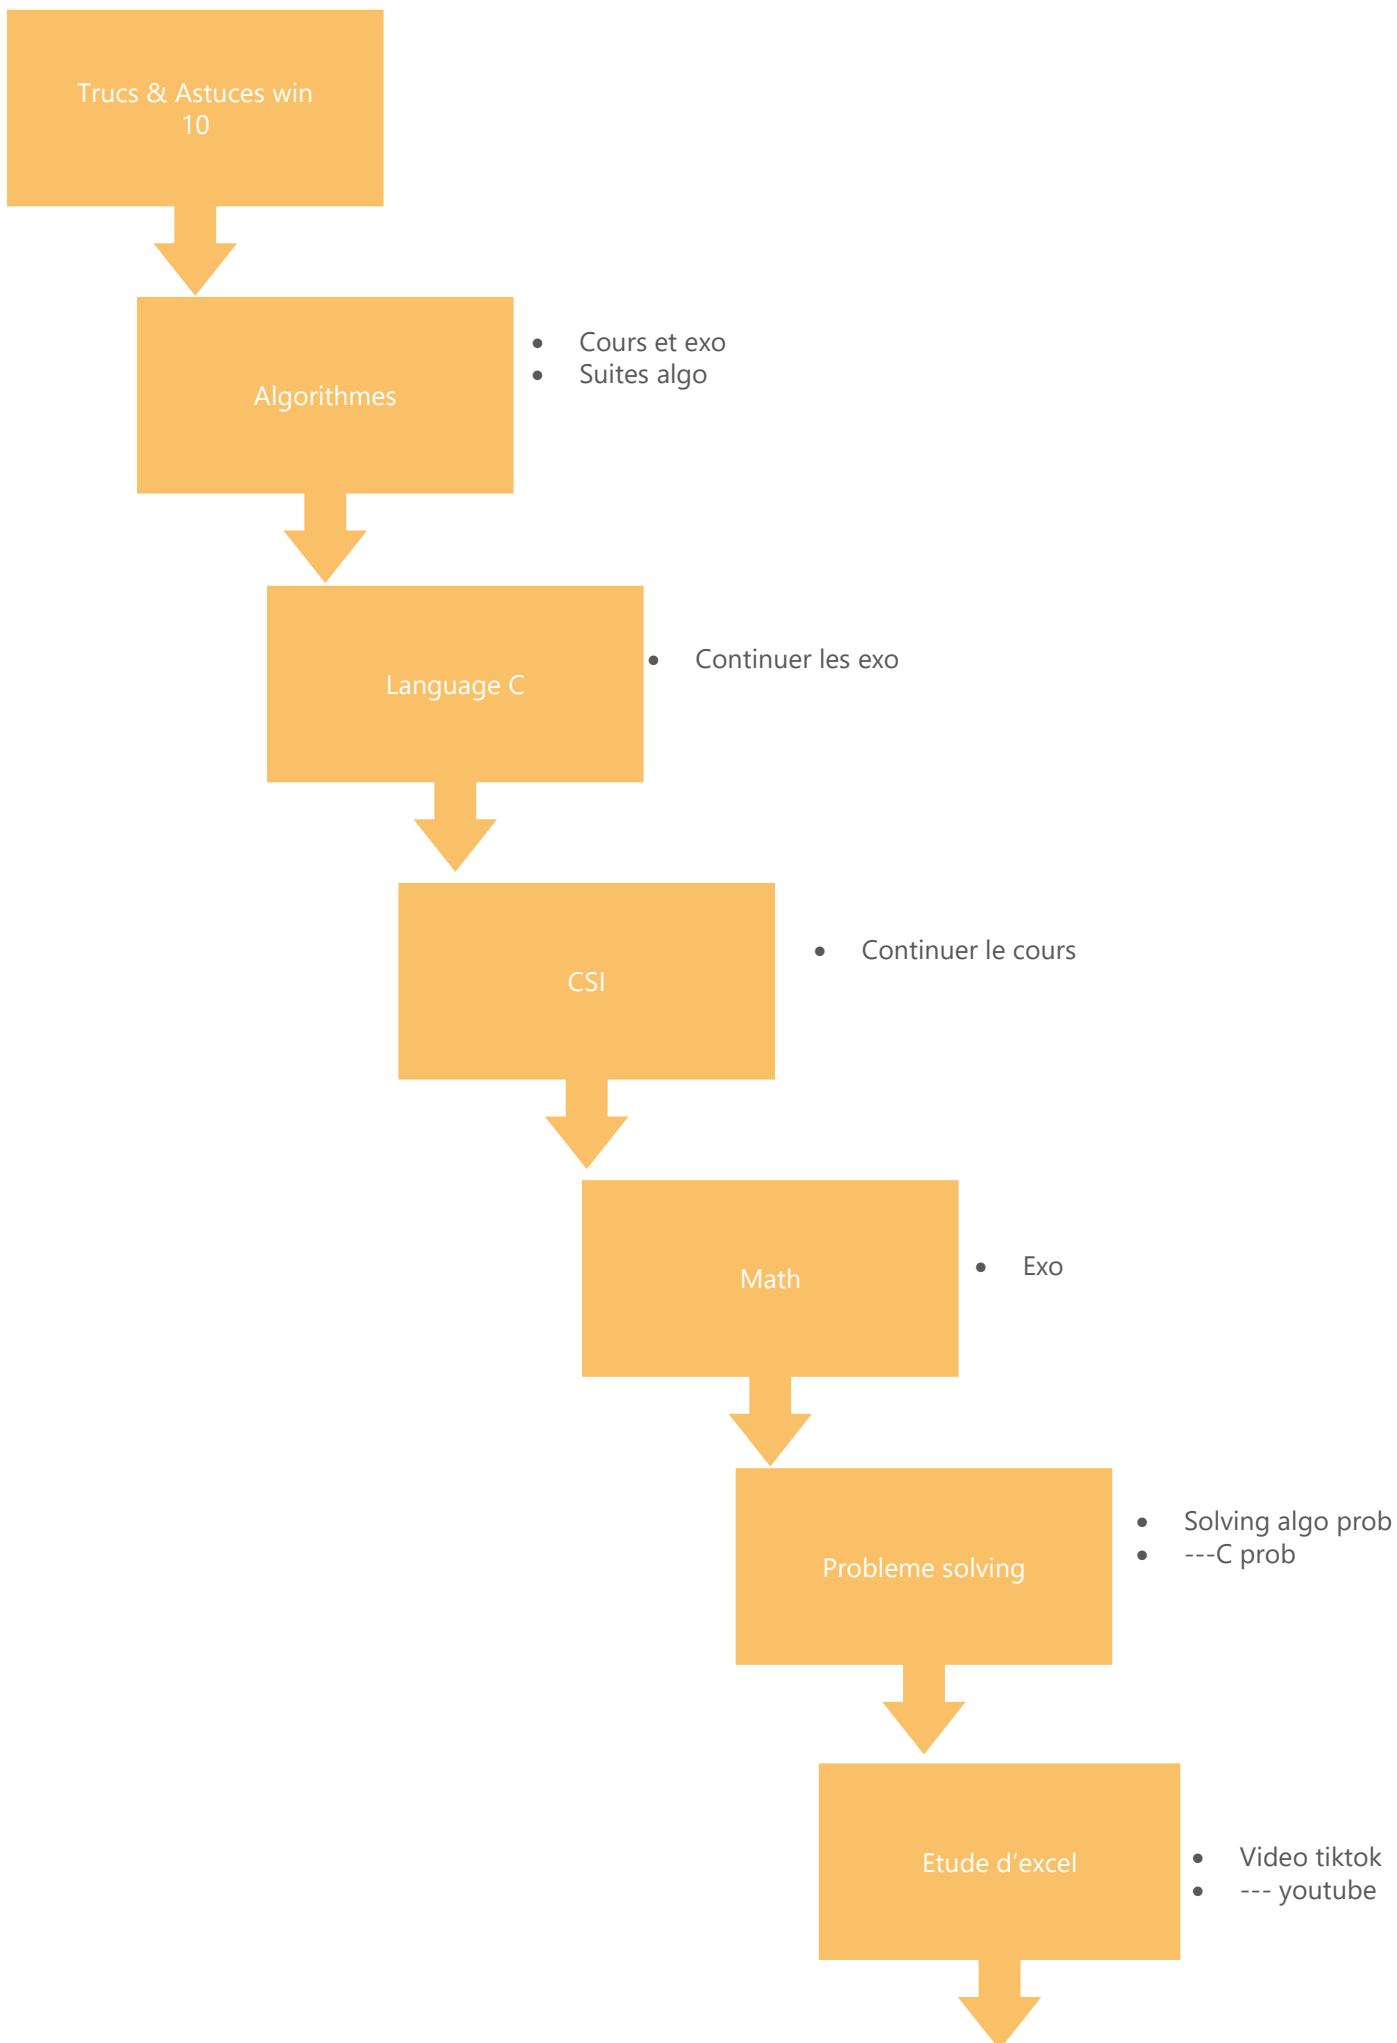 Trucs & Astuces win
10
Algorithmes
• Cours et exo
• Suites algo
Language C
• Continuer les exo
CSI
• Continuer le cours
Math
• Exo
Probleme solving
• Solving algo prob
• ---C prob
Etude d’excel
• Video tiktok
• --- youtube